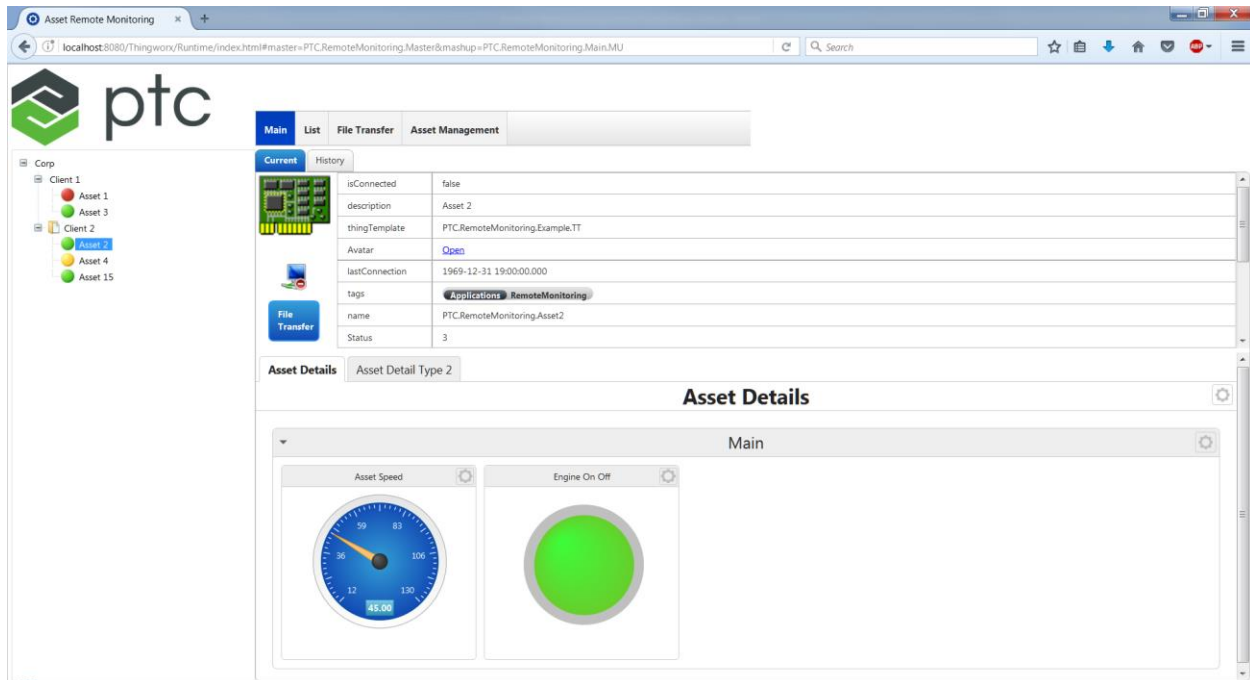 Asset Remote Monitoring
localhost:8080/Thingworx/Runtime/index.html#master=PTC.RemoteMonitoring.Master&mashup=PTC.RemoteMonitoring.Main.MU
Search
ABP
ptc
Main List File Transfer Asset Management
Current History
Corp
Client 1
Asset 1
Asset 3
Client 2
Asset 2
Asset 4
Asset 15
isConnected false
description Asset 2
thingTemplate PTC.RemoteMonitoring.Example.TT
Avatar Open
lastConnection 1969-12-31 19:00:00.000
tags Applications RemoteMonitoring
name PTC.RemoteMonitoring.Asset2
Status 3
File
Transfer
Asset Details Asset Detail Type 2
Asset Details
Main
Asset Speed
Engine On Off
59 83
36 106
12 130
45.00